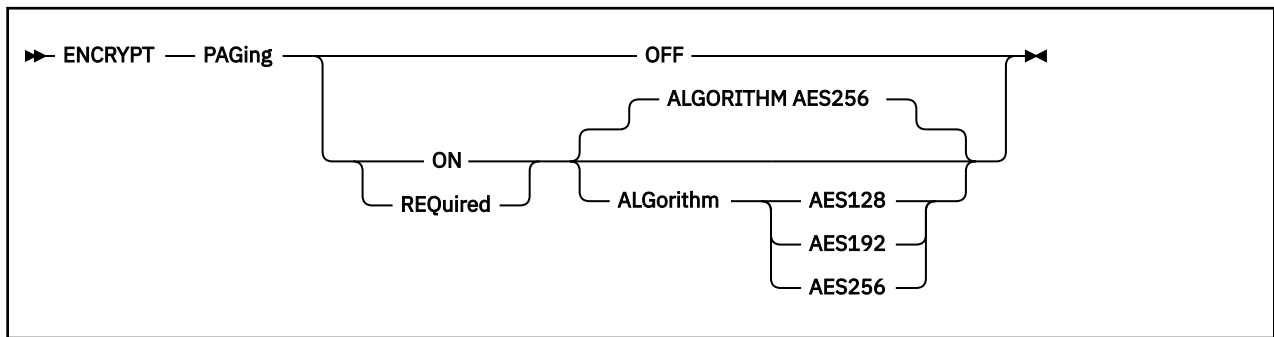 ENCRYPT PAGing OFF
ALGORITHM AES256
ON
REQuired ALGorithm AES128
AES192
AES256